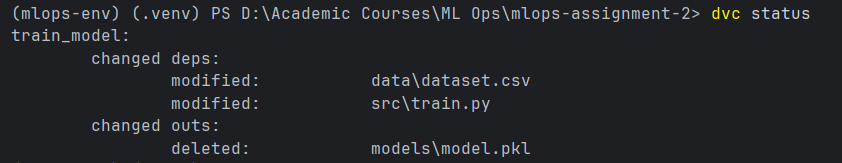 (mlops-env) (.venv) PS D:\Academic Courses\ML Ops\mlops-assignment-2> dvc status
train_model:
changed deps:
modified: data\dataset.csv
modified: src\train.py
changed outs:
deleted: models\model.pkl